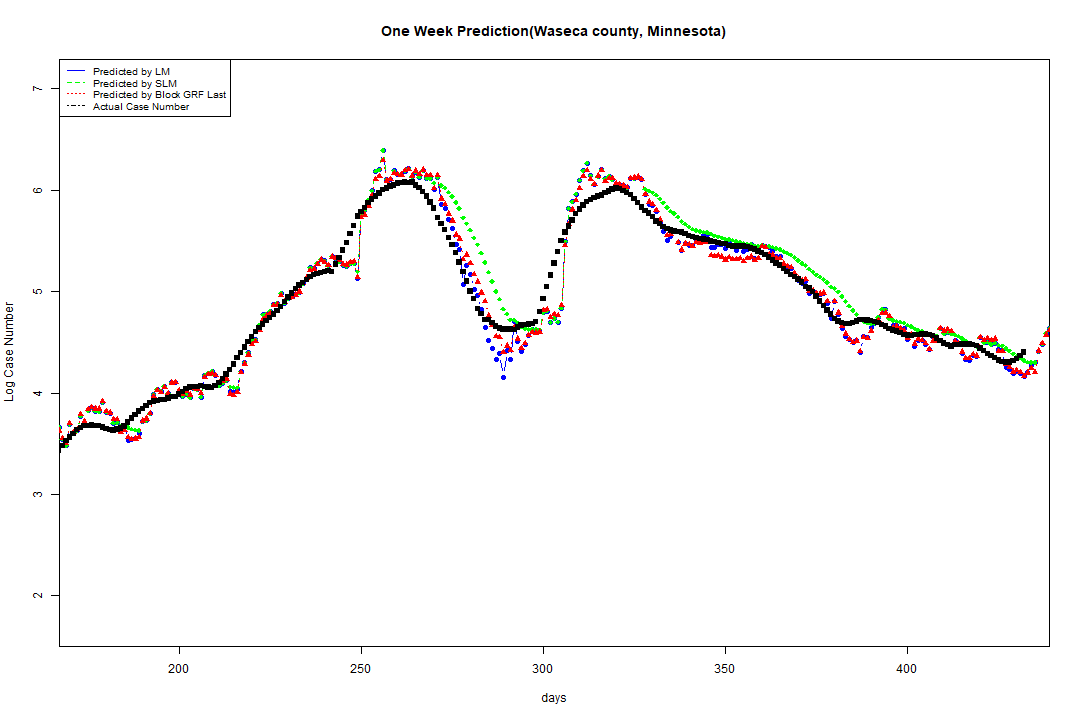 One Week Prediction(Waseca county, Minnesota)
Predicted by LM
Predicted by SLM
Predicted by Block GRF Last
Actual Case Number
7
6
5
4
3
2
Log Case Number
200 250 300 350 400
days